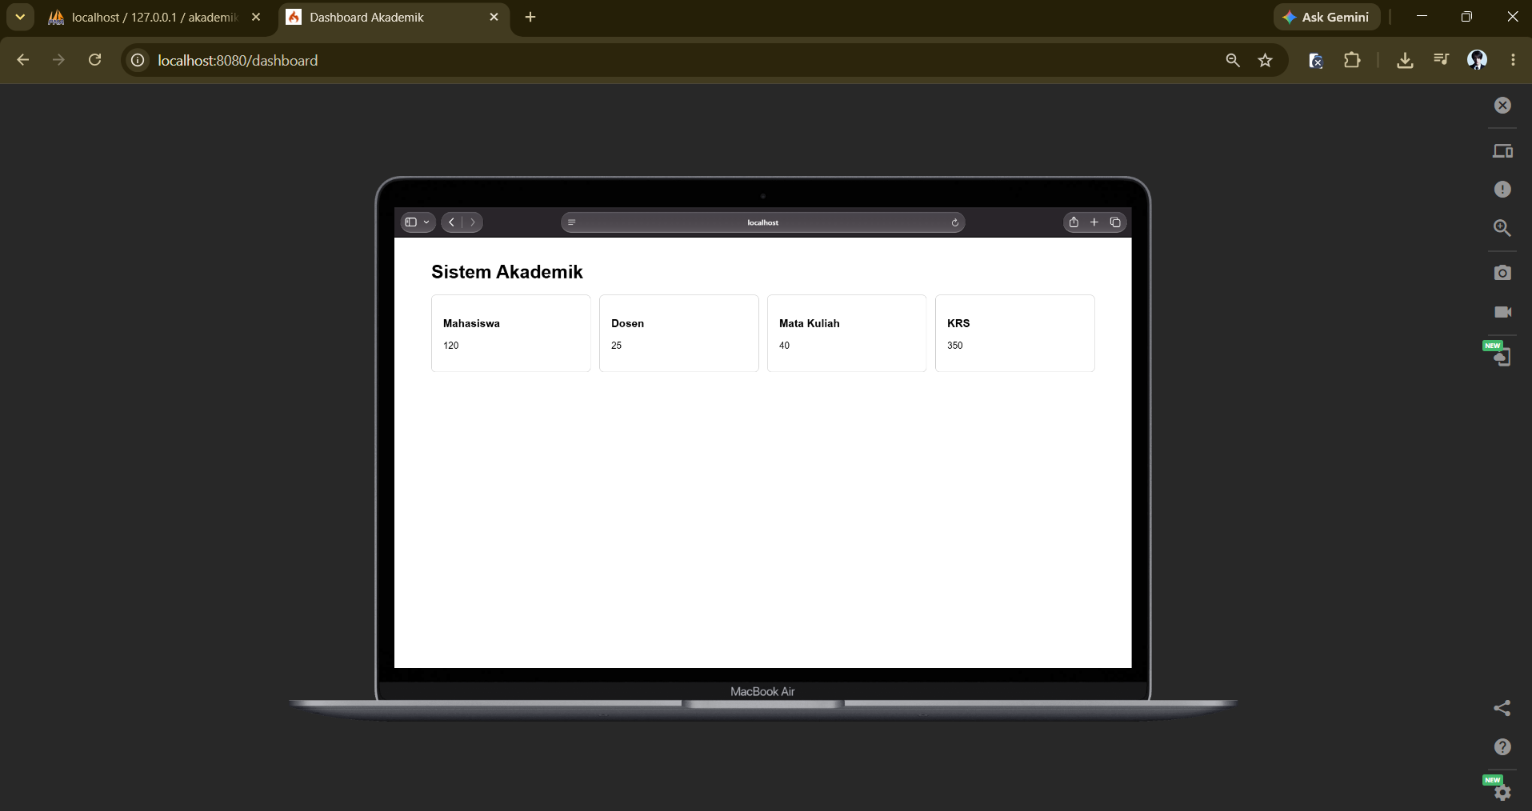 localhost / 127.0.0.1 / akademik
Dashboard Akademik
Ask Gemini
localhost:8080/dashboard
localhost
Sistem Akademik
Mahasiswa
120
Dosen
25
Mata Kuliah
40
KRS
350
NEW
MacBook Air
NEW